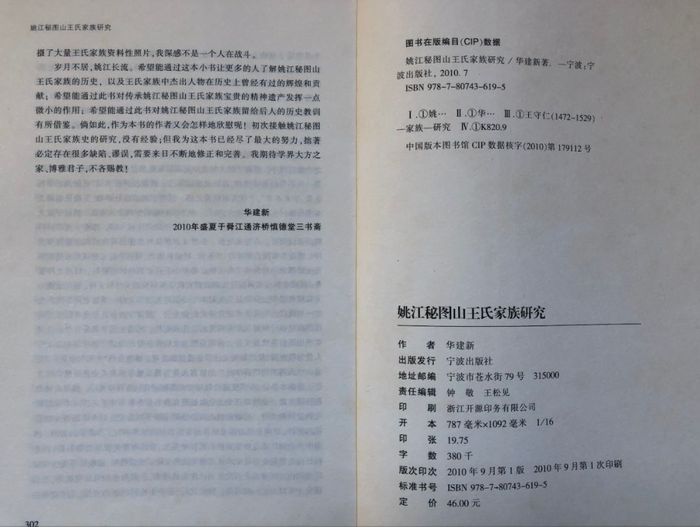 姚江秘图山王氏家族研究
摄了大量王氏家族资料性照片，我深感不是一个人在战斗。
岁月不居，姚江长流。希望能通过这本小书让更多的人了解姚江秘图山
王氏家族的历史，以及王氏家族中杰出人物在历史上曾经有过的辉煌和贡
献；希望能通过此书对传承姚江秘图山王氏家族宝贵的精神遗产发挥一点
微小的作用；希望能通过此书对姚江秘图山王氏家族留给后人的历史教训
有所借鉴。倘如此，作为本书的作者又会怎样地欣慰呢！初次接触姚江秘图
山王氏家族史的研究，没有经验；但我为这本书已经尽了最大的努力，拙著
必定存在很多缺陷、谬误，需要来日不断地修正和完善。我期待学界大方之
家、博雅君子，不吝赐教！
华建新
2010年盛夏于舜江通济桥慎德堂三书斋
302
图书在版编目（CIP）数据
姚江秘图山王氏家族研究／华建新著．—宁波：宁
波出版社，2010．7
ISBN 978-7-80743-619-5
Ⅰ．①姚… Ⅱ．①华… Ⅲ．①王守仁（1472-1529）
—家族—研究 Ⅳ．①K820.9
中国版本图书馆CIP数据核字（2010）第179112号
姚江秘图山王氏家族研究
作 者 华建新
出版发行 宁波出版社
地址邮编 宁波市苍水街79号 315000
责任编辑 钟 敬 王松见
印 刷 浙江开源印务有限公司
开 本 787毫米×1092毫米 1/16
印 张 19.75
字 数 380千
版次印次 2010年9月第1版 2010年9月第1次印刷
标准书号 ISBN 978-7-80743-619-5
定 价 46.00元